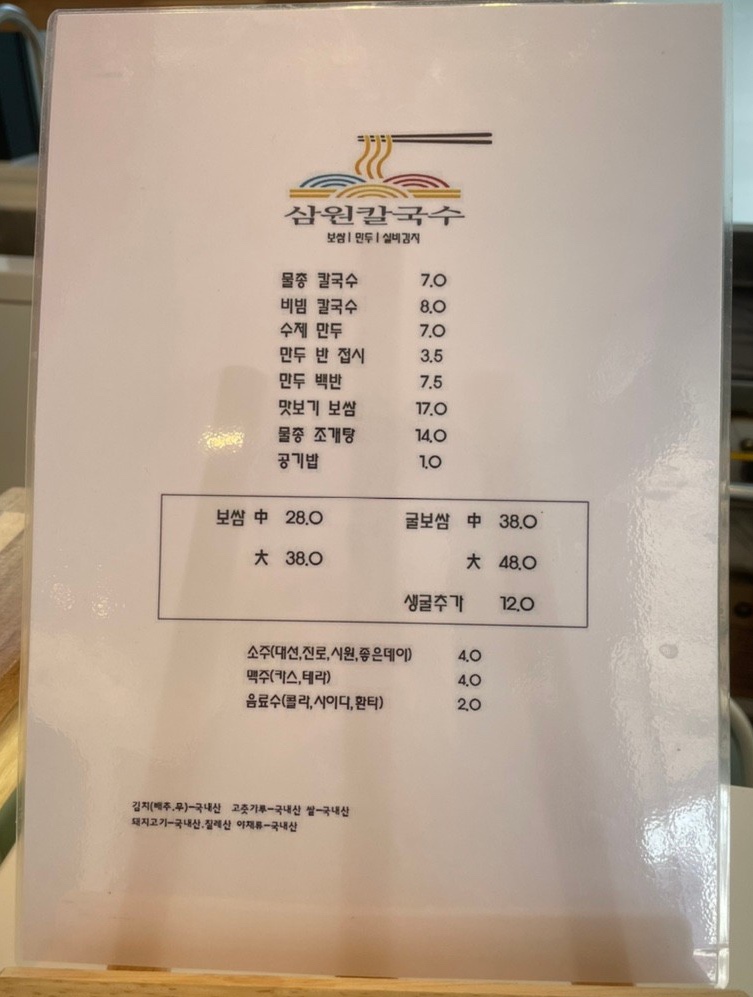 삼원칼국수
보쌈 | 만두 | 실비김치
물총 칼국수 7.0
비빔 칼국수 8.0
수제 만두 7.0
만두 반 접시 3.5
만두 백반 7.5
맛보기 보쌈 17.0
물총 조개탕 14.0
공기밥 1.0
보쌈 中 28.0 굴보쌈 中 38.0
大 38.0 大 48.0
생굴추가 12.0
소주(대선,진로,시원,좋은데이) 4.0
맥주(카스,테라) 4.0
음료수(콜라,사이다,환타) 2.0
김치(배추,무)-국내산 고춧가루-국내산 쌀-국내산
돼지고기-국내산,칠레산 야채류-국내산